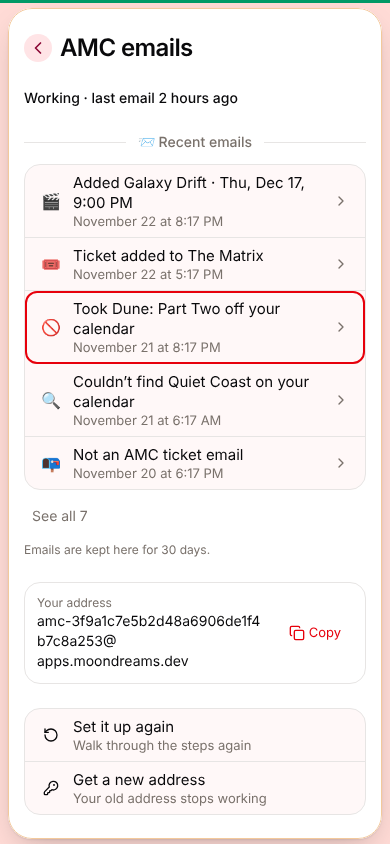 AMC emails
Working · last email 2 hours ago
📨 Recent emails
🎬 Added Galaxy Drift · Thu, Dec 17,
9:00 PM
November 22 at 8:17 PM
🎟️ Ticket added to The Matrix
November 22 at 5:17 PM
🚫 Took Dune: Part Two off your
calendar
November 21 at 8:17 PM
🔍 Couldn’t find Quiet Coast on your
calendar
November 21 at 6:17 AM
📭 Not an AMC ticket email
November 20 at 6:17 PM
See all 7
Emails are kept here for 30 days.
Your address
amc-3f9a1c7e5b2d48a6906de1f4
b7c8a253@
apps.moondreams.dev
Copy
Set it up again
Walk through the steps again
Get a new address
Your old address stops working